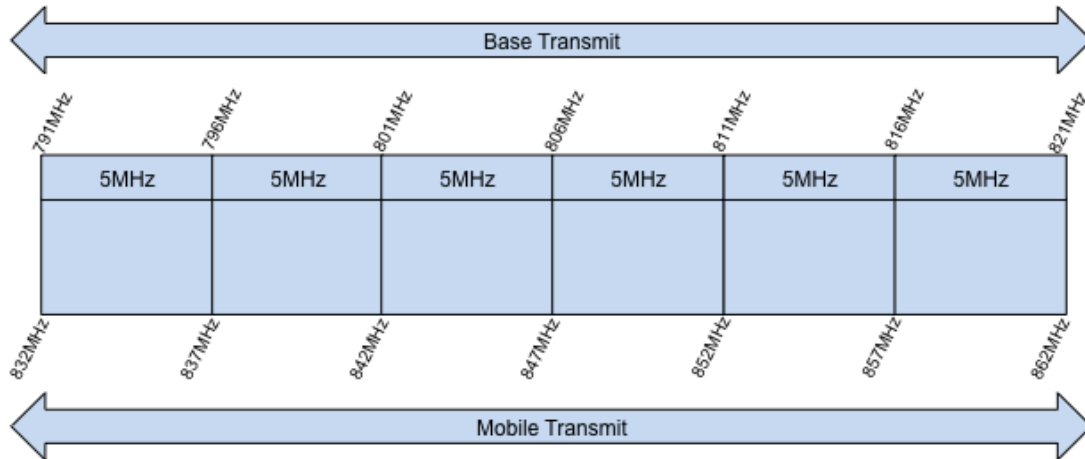 Base Transmit
791MHz 796MHz 801MHz 806MHz 811MHz 816MHz 821MHz
5MHz 5MHz 5MHz 5MHz 5MHz 5MHz
832MHz 837MHz 842MHz 847MHz 852MHz 857MHz 862MHz
Mobile Transmit